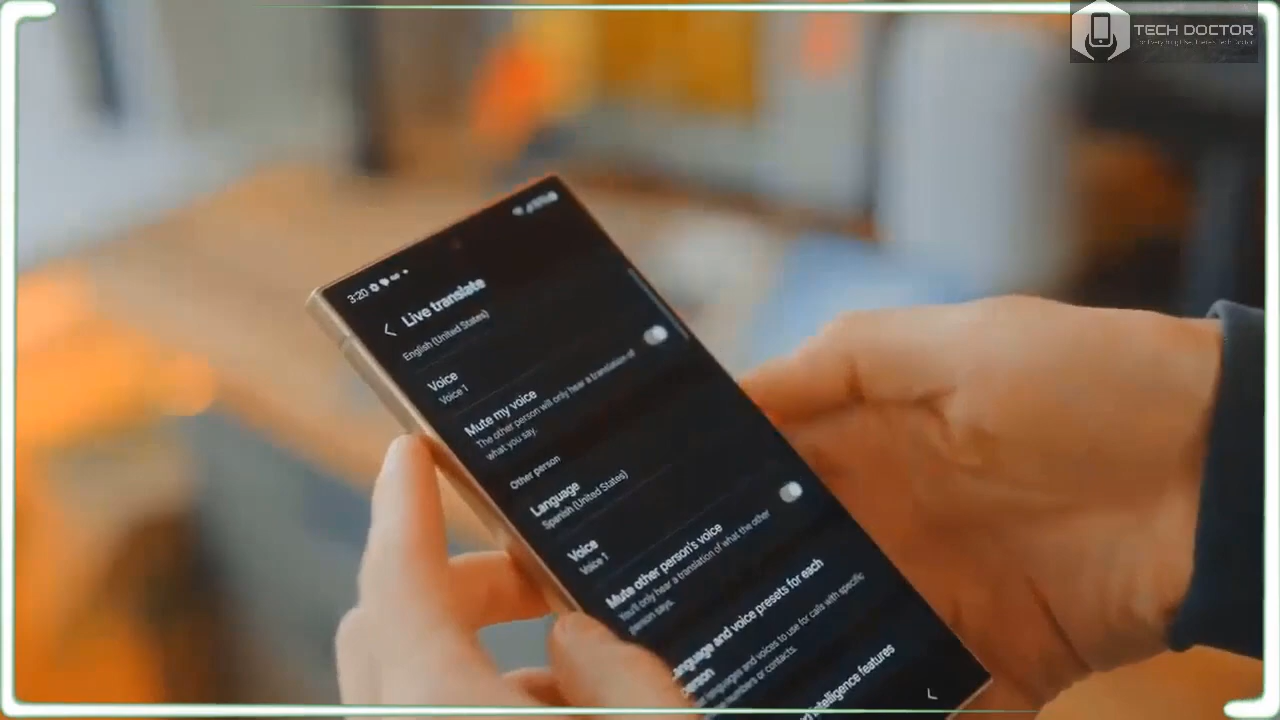 TECH DOCTOR
3:20
Live translate
English (United States)
Voice
Voice 1
Mute my voice
The other person will only hear a translation of
what you say.
Other person
Language
Spanish (United States)
Voice
Voice 1
Mute other person's voice
You'll only hear a translation of what the other
person says.
anguage and voice presets for each
person
languages and voices to use for calls with specific
numbers or contacts.
intelligence features